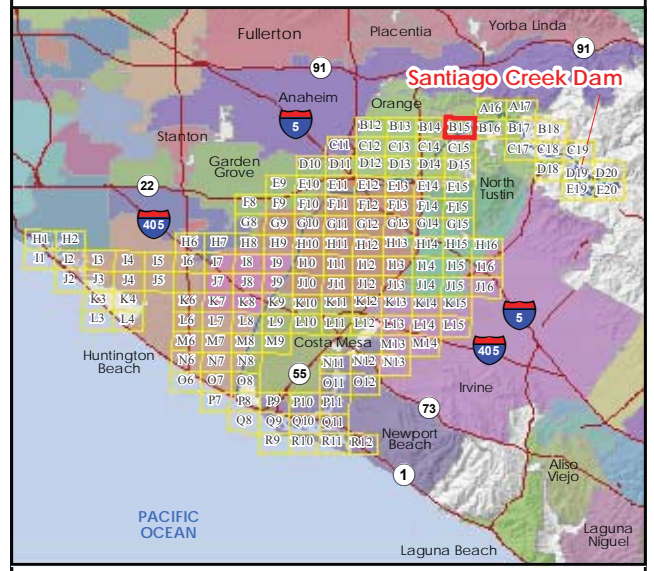 Yorba Linda
Placentia
Fullerton
91
91
Santiago Creek Dam
Anaheim
Orange
A16 A17
5
B12 B13 B14 B15 B16 B17 B18
Stanton
C11 C12 C13 C14 C15 C17 C18 C19
Garden
Grove
D10 D11 D12 D13 D14 D15 D18 D19 D20
22
E9 E10 E11 E12 E13 E14 E15 E19 E20
North
Tustin
F8 F9 F10 F11 F12 F13 F14 F15
405
G8 G9 G10 G11 G12 G13 G14 G15
H1 H2 H6 H7 H8 H9 H10 H11 H12 H13 H14 H15 H16
I1 I2 I3 I4 I5 I6 I7 I8 I9 I10 I11 I12 I13 I14 I15 I16
J2 J3 J4 J5 J7 J8 J9 J10 J11 J12 J13 J14 J15 J16
K3 K4 K6 K7 K8 K9 K10 K11 K12 K13 K14 K15
5
L3 L4 L6 L7 L8 L9 L10 L11 L12 L13 L14 L15
M6 M7 M8 M9 Costa Mesa M13 M14
405
Huntington
Beach
N6 N7 N8 N11 N12 N13
55
O6 O7 O8 O11 O12
Irvine
P7 P8 P9 P10 P11
73
Q8 Q9 Q10 Q11
Newport
Beach
R9 R10 R11 R12
1
Aliso
Viejo
PACIFIC
OCEAN
Laguna
Niguel
Laguna Beach